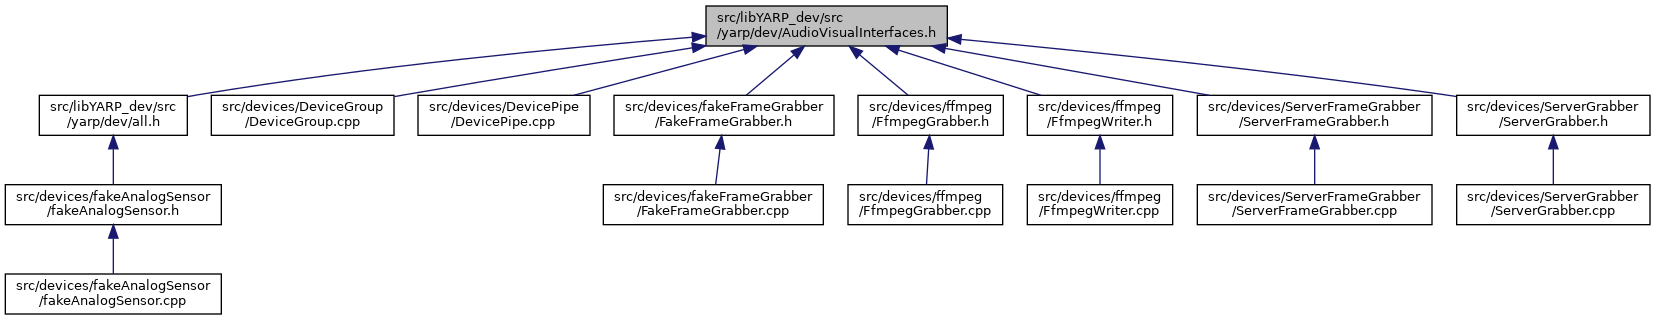 src/libYARP_dev/src
/yarp/dev/AudioVisualInterfaces.h
src/libYARP_dev/src
/yarp/dev/all.h
src/devices/DeviceGroup
/DeviceGroup.cpp
src/devices/DevicePipe
/DevicePipe.cpp
src/devices/fakeFrameGrabber
/FakeFrameGrabber.h
src/devices/ffmpeg
/FfmpegGrabber.h
src/devices/ffmpeg
/FfmpegWriter.h
src/devices/ServerFrameGrabber
/ServerFrameGrabber.h
src/devices/ServerGrabber
/ServerGrabber.h
src/devices/fakeAnalogSensor
/fakeAnalogSensor.h
src/devices/fakeFrameGrabber
/FakeFrameGrabber.cpp
src/devices/ffmpeg
/FfmpegGrabber.cpp
src/devices/ffmpeg
/FfmpegWriter.cpp
src/devices/ServerFrameGrabber
/ServerFrameGrabber.cpp
src/devices/ServerGrabber
/ServerGrabber.cpp
src/devices/fakeAnalogSensor
/fakeAnalogSensor.cpp